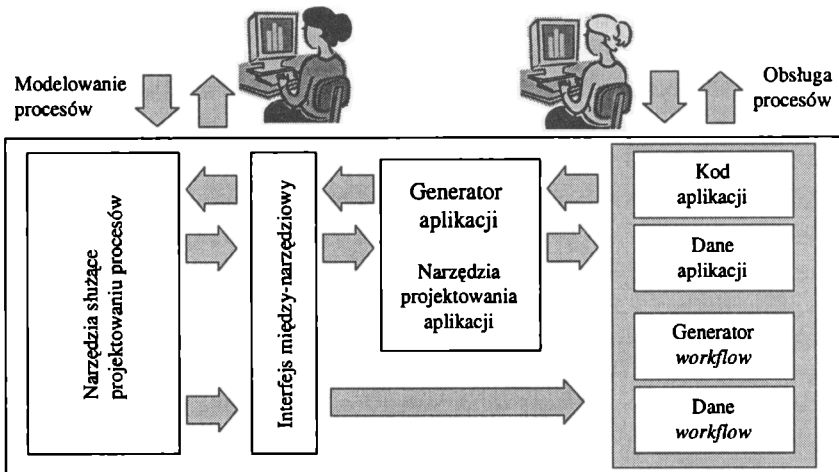 Modelowanie
procesów
Obsługa
procesów
Narzędzia służące
projektowaniu procesów
Interfejs między-narzędziowy
Generator
aplikacji
Narzędzia
projektowania
aplikacji
Kod
aplikacji
Dane
aplikacji
Generator
workflow
Dane
workflow